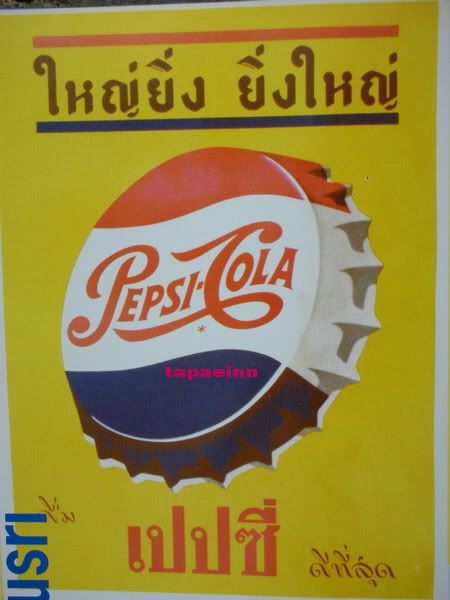 ใหญ่ยิ่ง ยิ่งใหญ่
PEPSI-COLA
*
tapaeinn
ดื่ม
เปปซี่
ดีที่สุด
usri